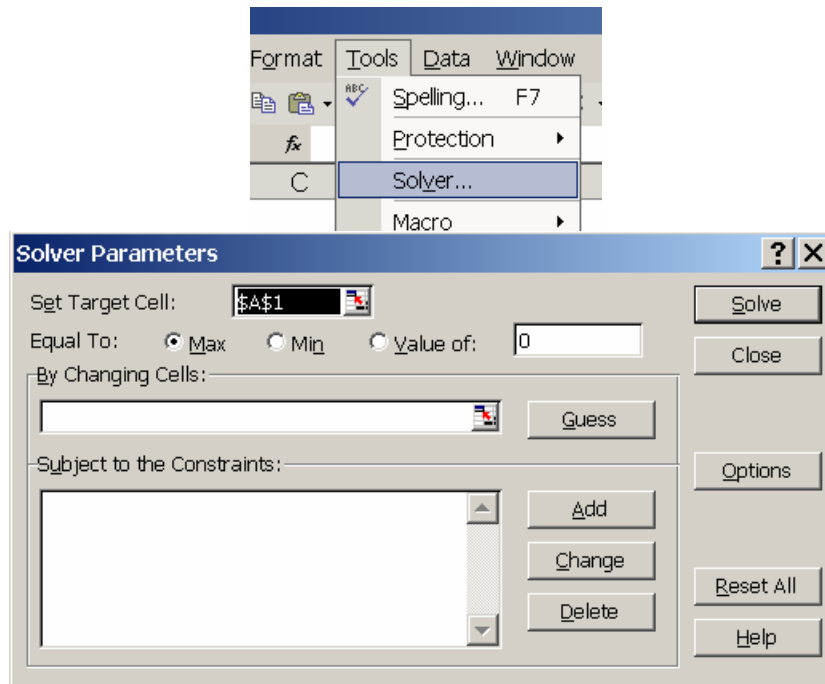 Format Tools Data Window
ABC Spelling... F7
fx Protection
C Solver...
Macro
Solver Parameters ? X
Set Target Cell: $A$1 Solve
Equal To: Max Min Value of: 0
Close
By Changing Cells:
Guess
Subject to the Constraints:
Options
Add
Change
Reset All
Delete
Help